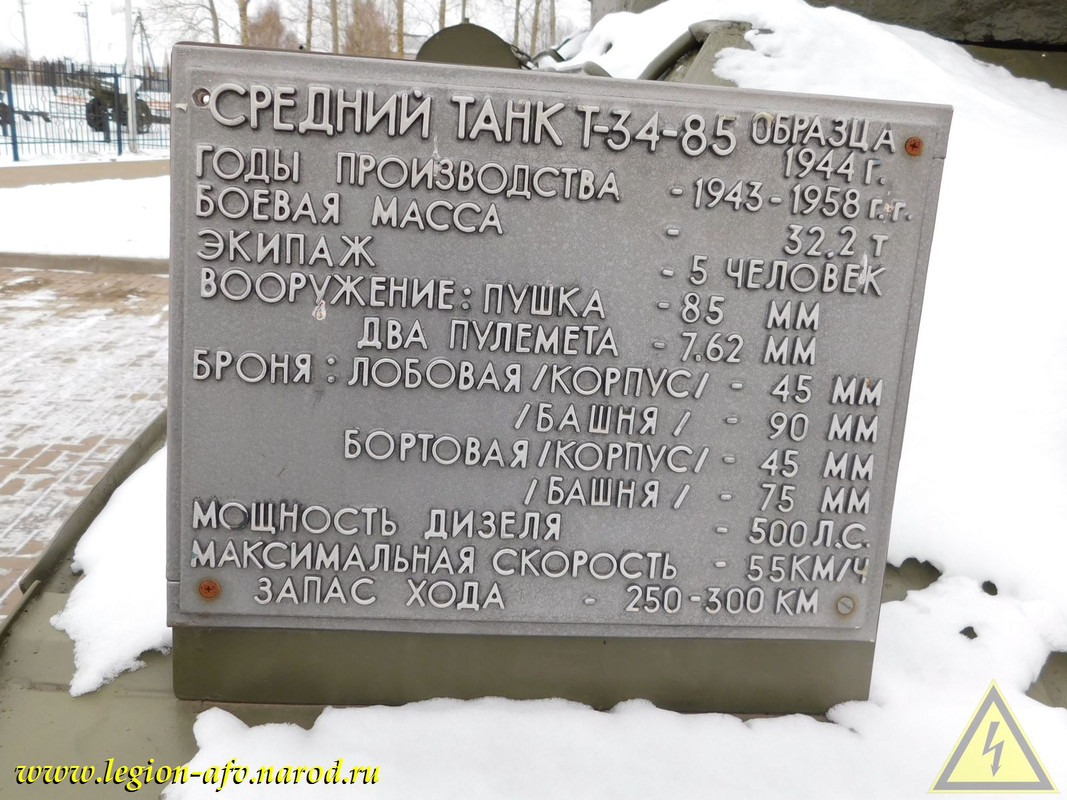 СРЕДНИЙ ТАНК Т-34-85 ОБРАЗЦА
1944 г.
ГОДЫ ПРОИЗВОДСТВА - 1943-1958 г.г.
БОЕВАЯ МАССА - 32.2 т
ЭКИПАЖ - 5 ЧЕЛОВЕК
ВООРУЖЕНИЕ: ПУШКА - 85 ММ
ДВА ПУЛЕМЕТА - 7.62 ММ
БРОНЯ: ЛОБОВАЯ /КОРПУС/ - 45 ММ
/БАШНЯ/ - 90 ММ
БОРТОВАЯ /КОРПУС/ - 45 ММ
/БАШНЯ/ - 75 ММ
МОЩНОСТЬ ДИЗЕЛЯ - 500 Л.С.
МАКСИМАЛЬНАЯ СКОРОСТЬ - 55КМ/Ч
ЗАПАС ХОДА - 250-300 КМ
www.legion-afv.narod.ru